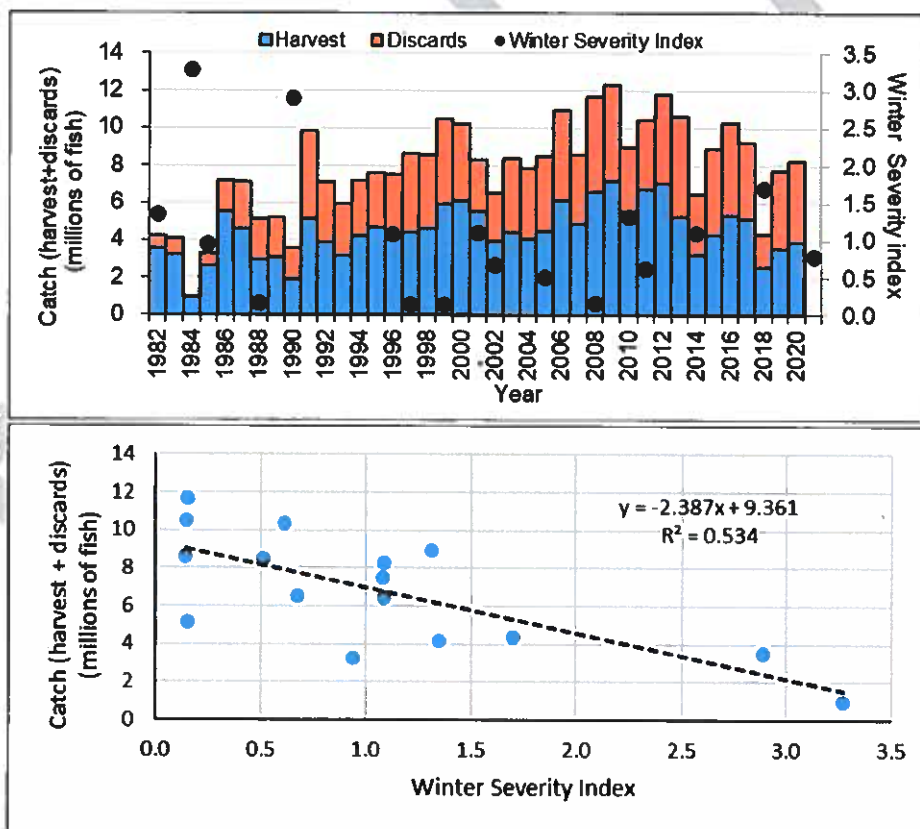 Harvest Discards Winter Severity Index
Catch (harvest+discards)
(millions of fish)
14
12
10
8
6
4
2
0
3.5
3.0
2.5
2.0
1.5
1.0
0.5
0.0
Winter Severity index
1982 1984 1986 1988 1990 1992 1994 1996 1998 2000 2002 2004 2006 2008 2010 2012 2014 2016 2018 2020
Year
Catch (harvest + discards)
(millions of fish)
14
12
10
8
6
4
2
0
y = -2.387x + 9.361
R² = 0.534
0.0 0.5 1.0 1.5 2.0 2.5 3.0 3.5
Winter Severity Index